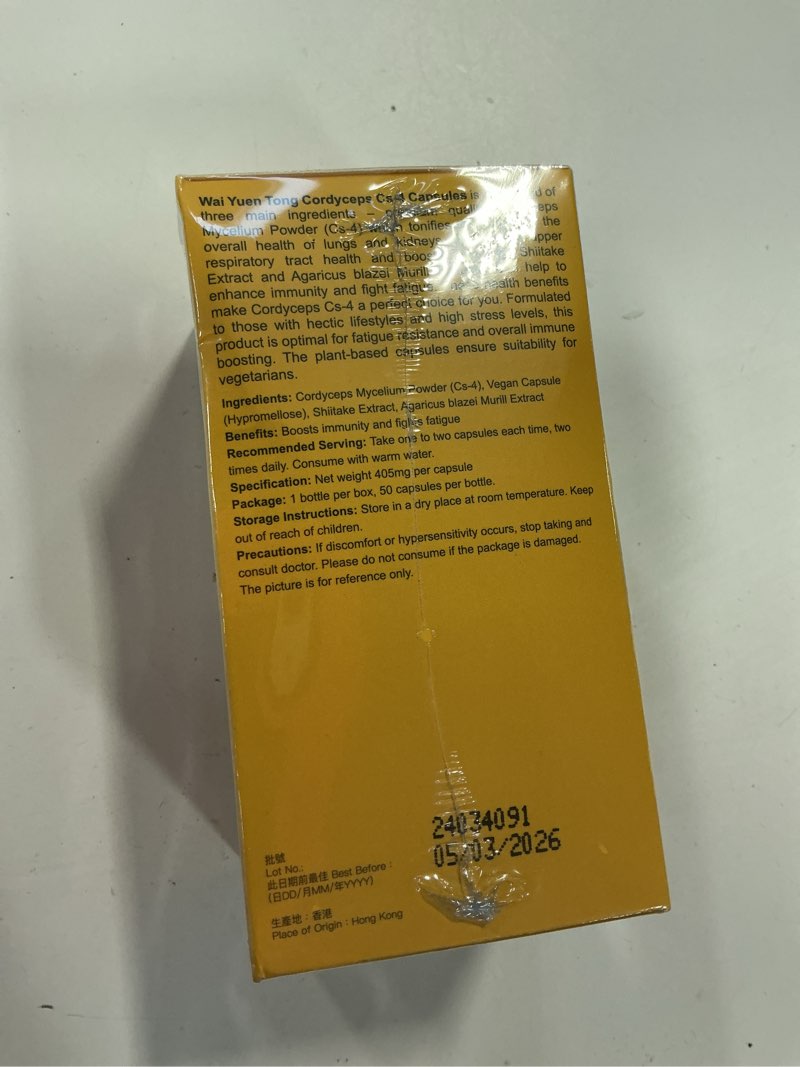 Wai Yuen Tong Cordyceps Cs-4 Capsules is of
three main ingredients –
Mycelium Powder (Cs-4) which tonifies the
overall health of lungs and kidneys
respiratory tract health and Shiitake
Extract and Agaricus blazei Murill help to
enhance immunity and fight fatigue. health benefits
make Cordyceps Cs-4 a perfect choice for you. Formulated
to those with hectic lifestyles and high stress levels, this
product is optimal for fatigue resistance and overall immune
boosting. The plant-based capsules ensure suitability for
vegetarians.
Ingredients: Cordyceps Mycelium Powder (Cs-4), Vegan Capsule
(Hypromellose), Shiitake Extract, Agaricus blazei Murill Extract
Benefits: Boosts immunity and fights fatigue
Recommended Serving: Take one to two capsules each time, two
times daily. Consume with warm water.
Specification: Net weight 405mg per capsule
Package: 1 bottle per box, 50 capsules per bottle.
Storage Instructions: Store in a dry place at room temperature. Keep
out of reach of children.
Precautions: If discomfort or hypersensitivity occurs, stop taking and
consult doctor. Please do not consume if the package is damaged.
The picture is for reference only.
24034091
05/03/2026
批號
Lot No.:
此日期前最佳 Best Before :
(日DD/月MM/年YYYY)
生產地：香港
Place of Origin : Hong Kong